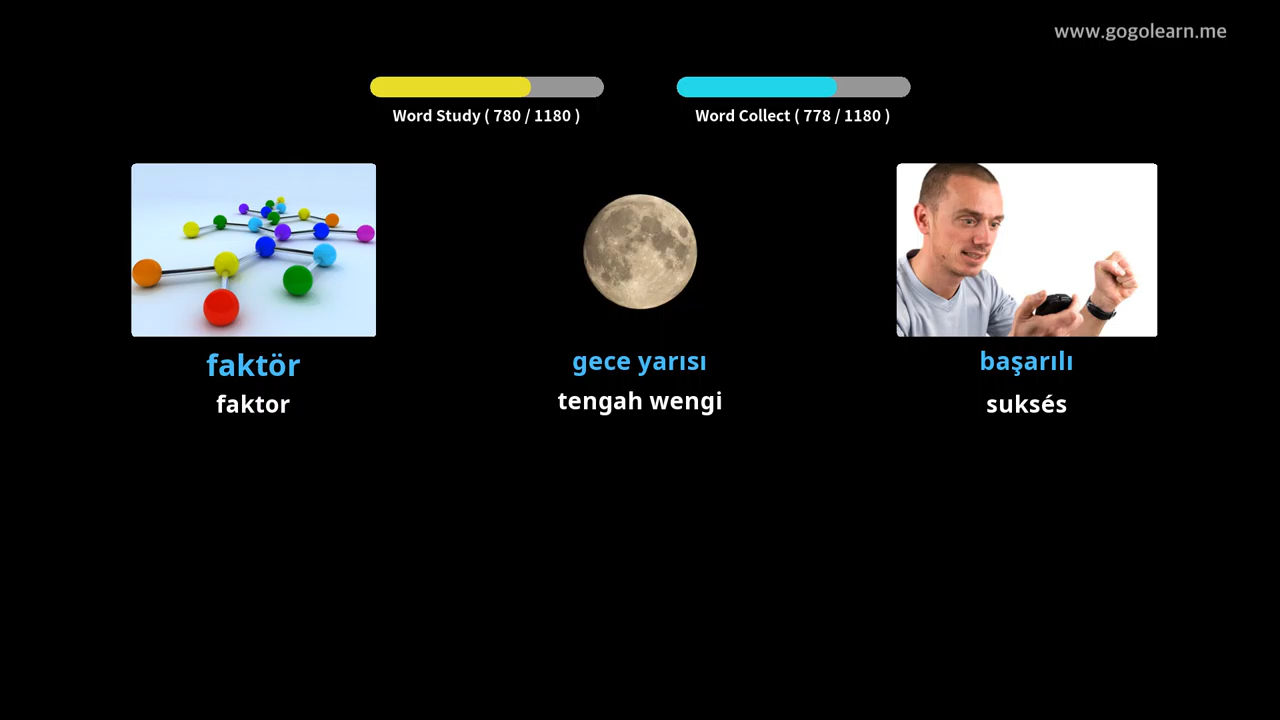 www.gogolearn.me
Word Study ( 780 / 1180 )
Word Collect ( 778 / 1180 )
faktör
faktor
gece yarısı
tengah wengi
başarılı
suksés